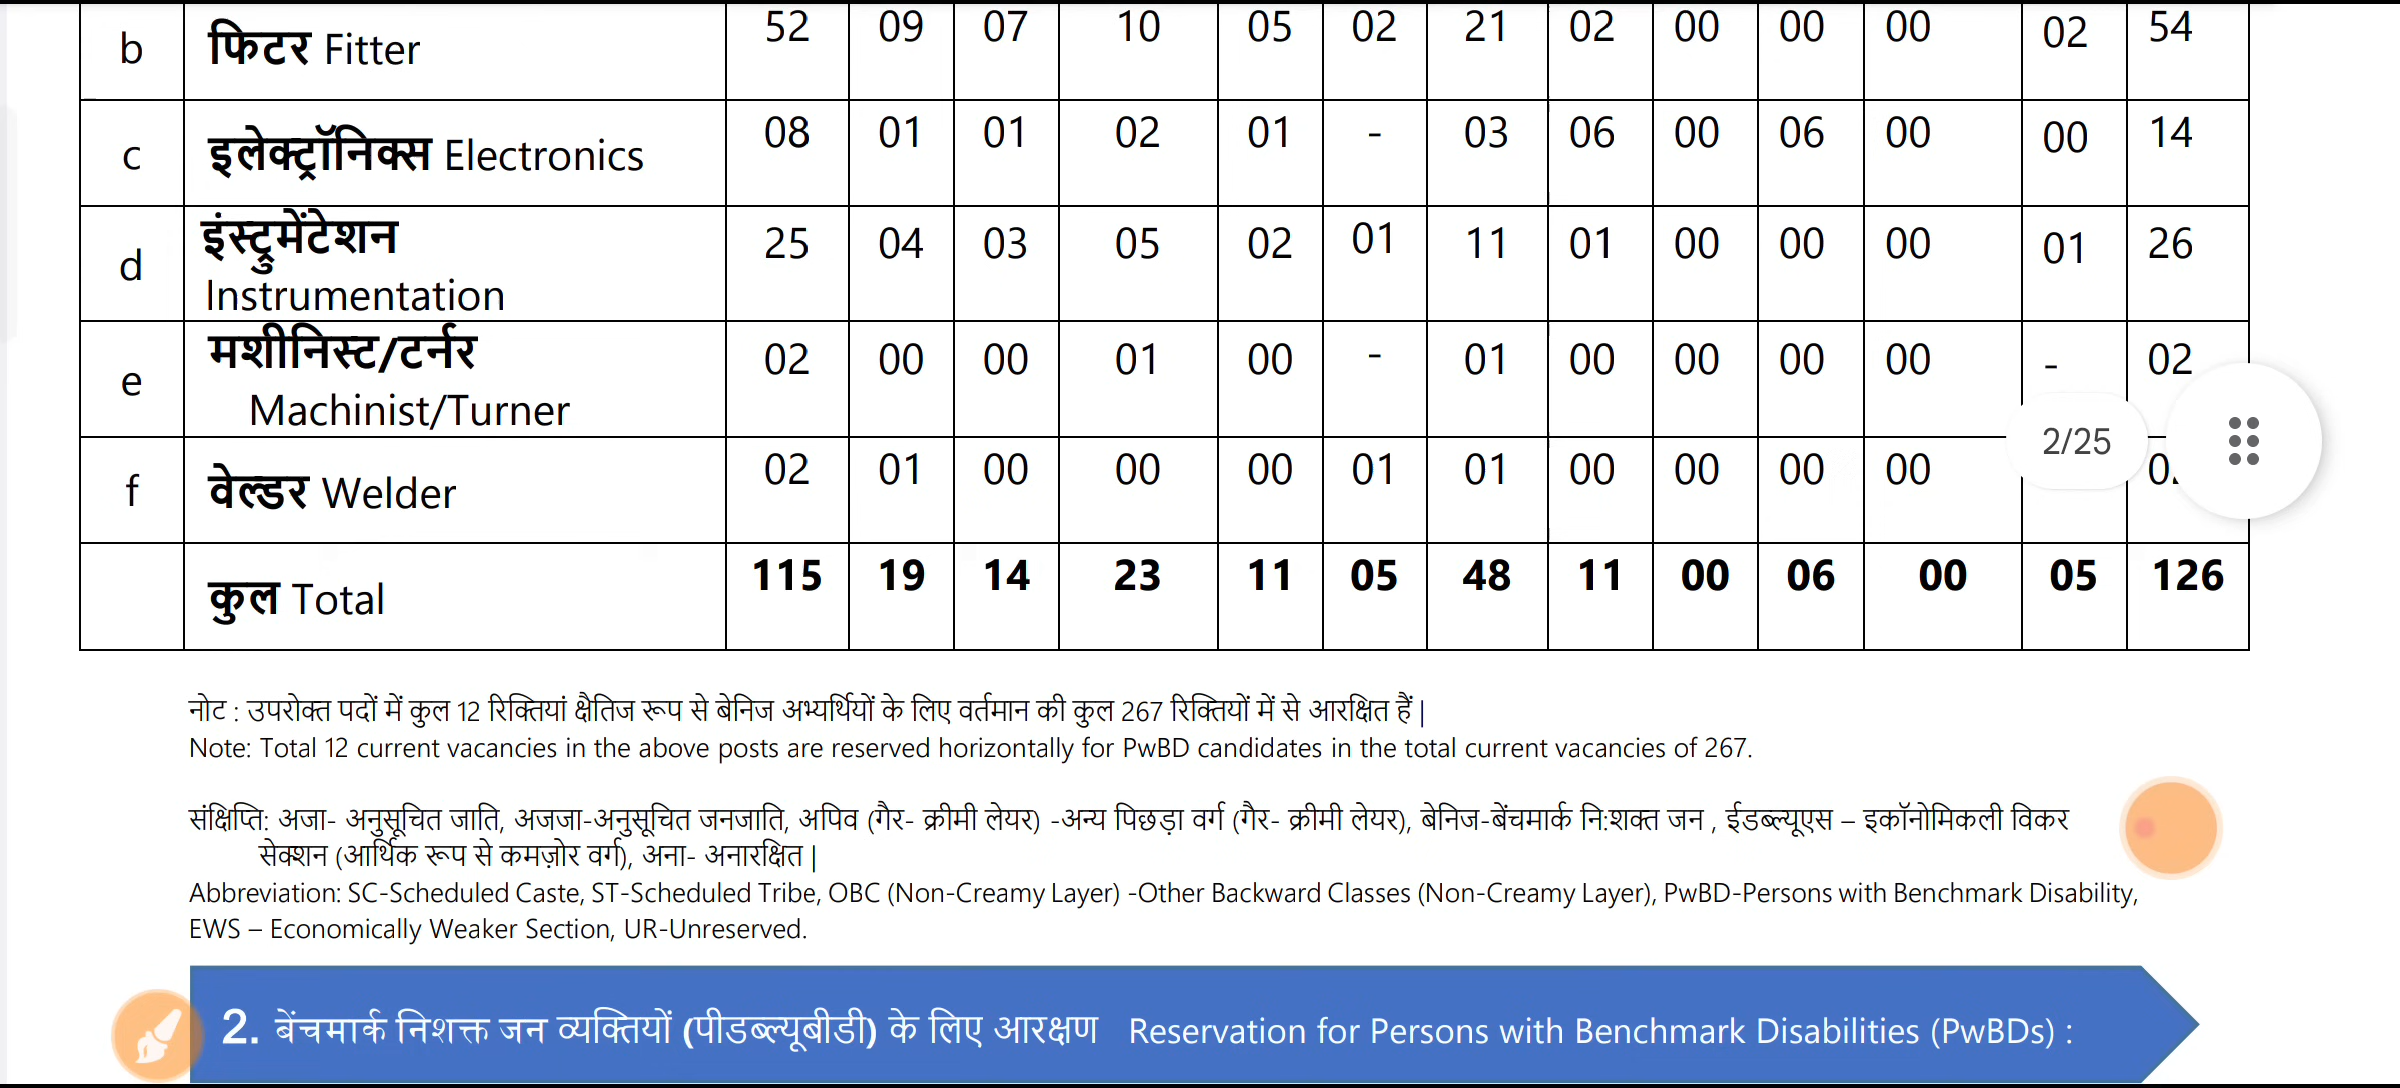 b फिटर Fitter 52 09 07 10 05 02 21 02 00 00 00 02 54
c इलेक्ट्रॉनिक्स Electronics 08 01 01 02 01 - 03 06 00 06 00 00 14
d इंस्ट्रुमेंटेशन Instrumentation 25 04 03 05 02 01 11 01 00 00 00 01 26
e मशीनिस्ट/टर्नर Machinist/Turner 02 00 00 01 00 - 01 00 00 00 00 - 02
2/25
f वेल्डर Welder 02 01 00 00 00 01 01 00 00 00 00
कुल Total 115 19 14 23 11 05 48 11 00 06 00 05 126
नोट : उपरोक्त पदों में कुल 12 रिक्तियां क्षैतिज रूप से बेनिज अभ्यर्थियों के लिए वर्तमान की कुल 267 रिक्तियों में से आरक्षित हैं |
Note: Total 12 current vacancies in the above posts are reserved horizontally for PwBD candidates in the total current vacancies of 267.
संक्षिप्ति: अजा- अनुसूचित जाति, अजजा-अनुसूचित जनजाति, अपिव (गैर- क्रीमी लेयर) -अन्य पिछड़ा वर्ग (गैर- क्रीमी लेयर), बेनिज-बेंचमार्क नि:शक्त जन , ईडब्ल्यूएस – इकॉनोमिकली विकर
सेक्शन (आर्थिक रूप से कमज़ोर वर्ग), अना- अनारक्षित |
Abbreviation: SC-Scheduled Caste, ST-Scheduled Tribe, OBC (Non-Creamy Layer) -Other Backward Classes (Non-Creamy Layer), PwBD-Persons with Benchmark Disability,
EWS – Economically Weaker Section, UR-Unreserved.
2. बेंचमार्क निशक्त जन व्यक्तियों (पीडब्ल्यूबीडी) के लिए आरक्षण Reservation for Persons with Benchmark Disabilities (PwBDs) :